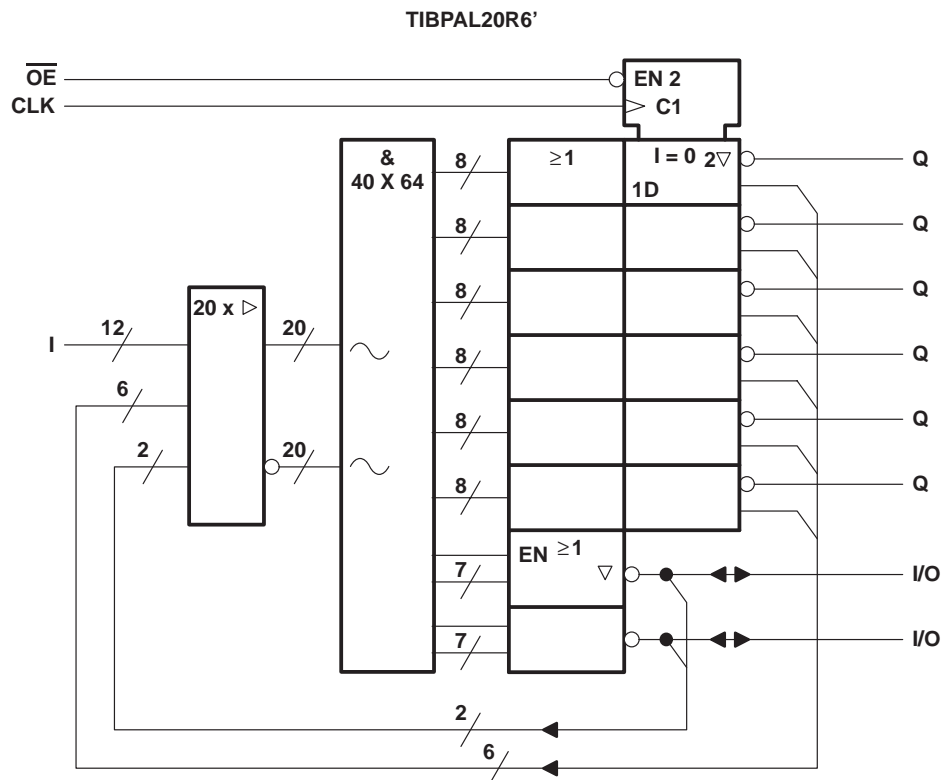 TIBPAL20R6’
OE
EN 2
CLK
C1
&
40 X 64
8
≥1
I = 0
2▽
1D
Q
8
Q
8
Q
20 x ▷
I
12
20
8
Q
6
8
Q
2
20
8
Q
EN ≥1
▽
7
I/O
7
I/O
2
6